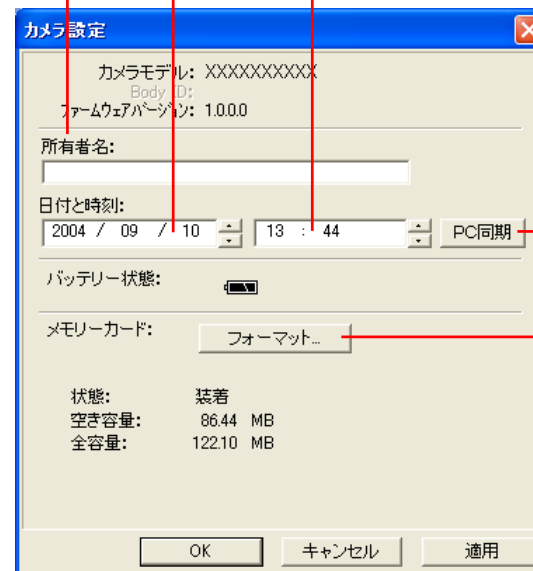 カメラ設定
カメラモデル: XXXXXXXXXX
Body ID:
ファームウェアバージョン: 1.0.0.0
所有者名:
日付と時刻:
2004 / 09 / 10 13 : 44 PC同期
バッテリー状態:
メモリーカード: フォーマット...
状態: 装着
空き容量: 86.44 MB
全容量: 122.10 MB
OK キャンセル 適用